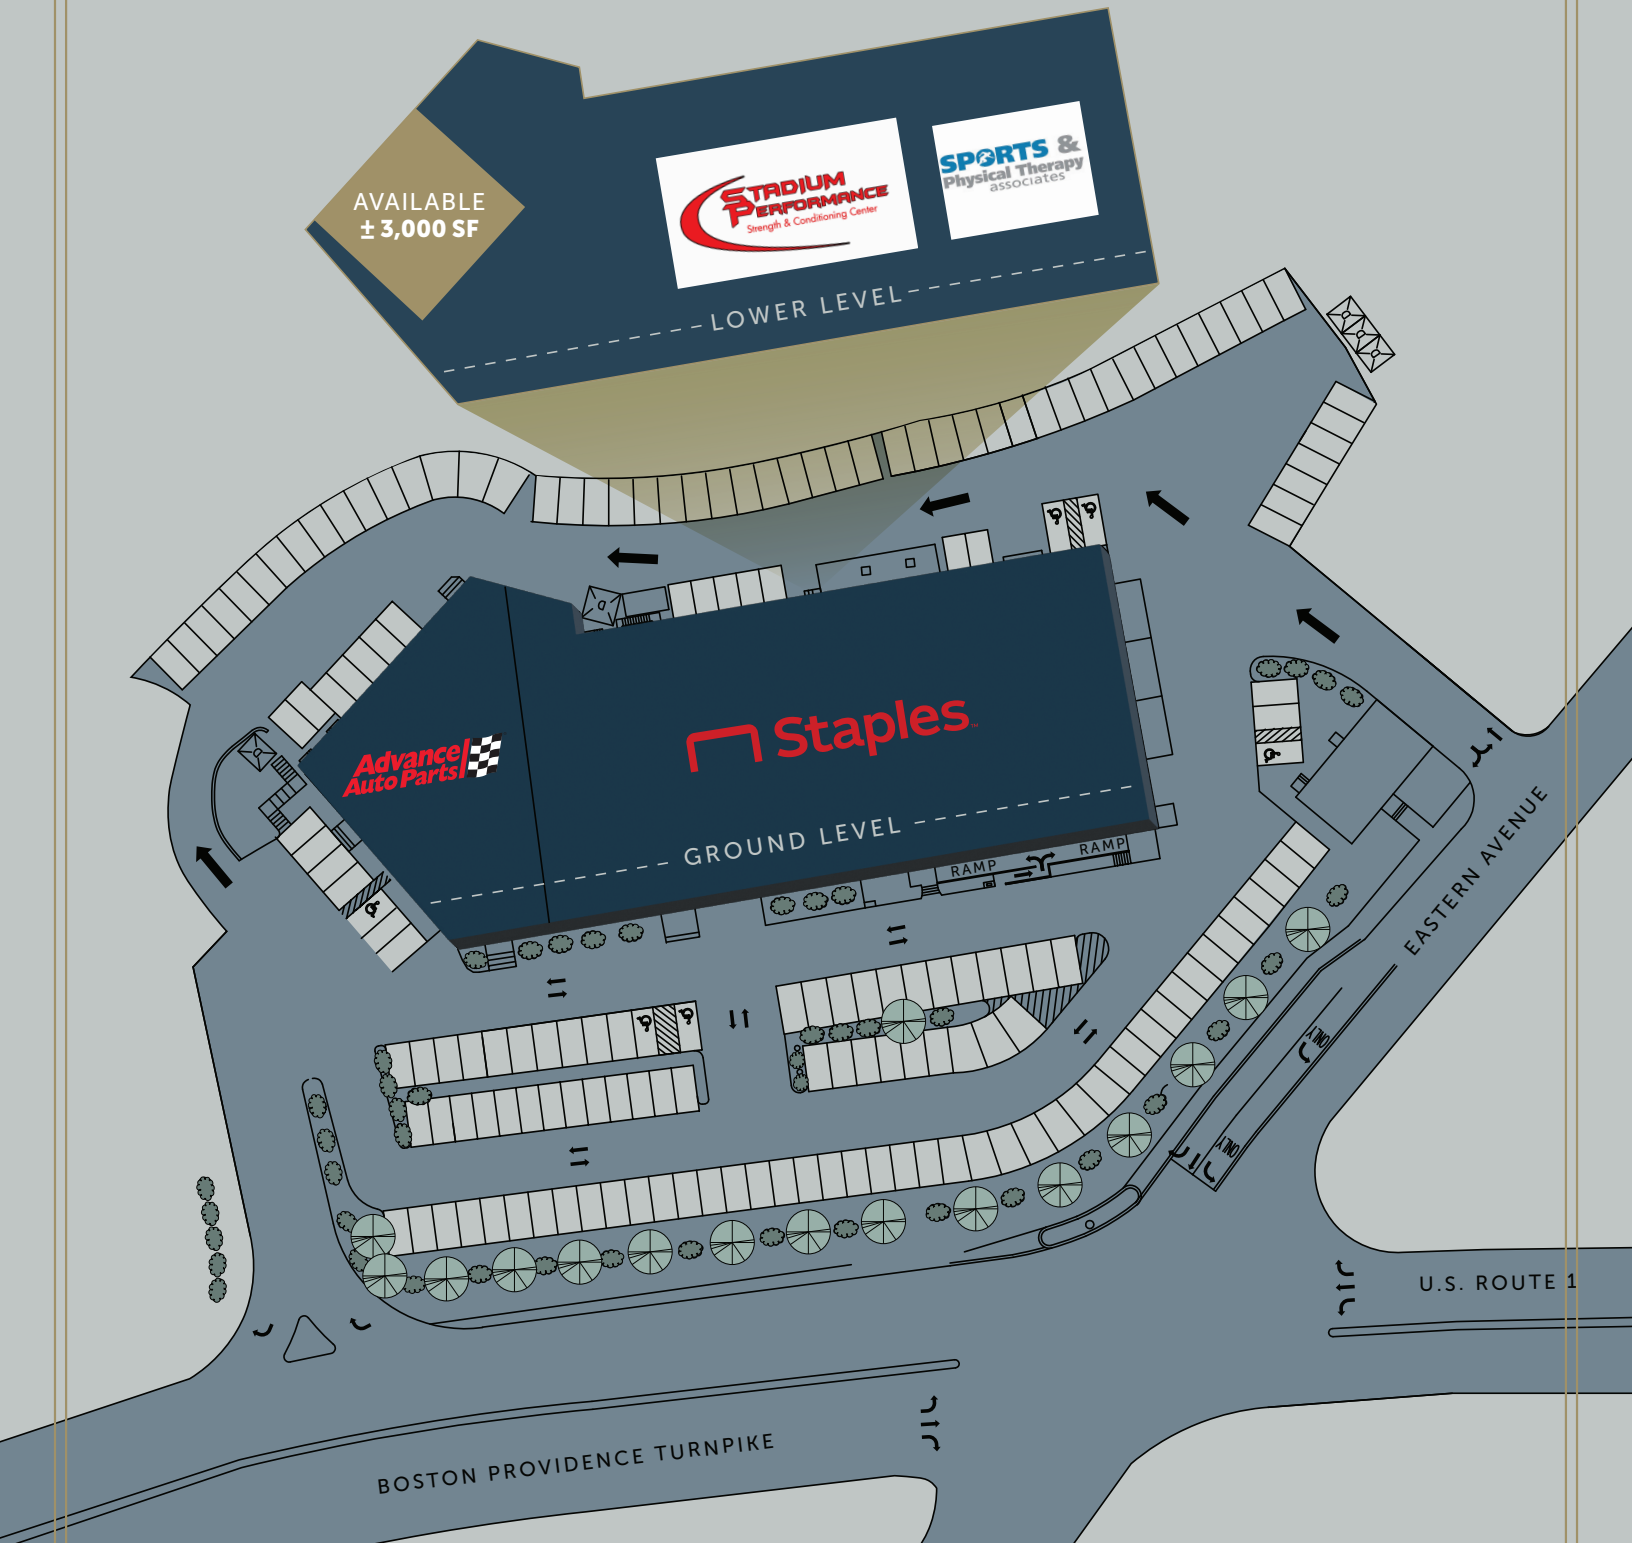 AVAILABLE
± 3,000 SF
STADIUM
PERFORMANCE
Strength & Conditioning Center
SPORTS &
Physical Therapy
associates
LOWER LEVEL
Advance
Auto Parts
Staples™
GROUND LEVEL
RAMP
RAMP
EASTERN AVENUE
ONLY
ONLY
U.S. ROUTE 1
BOSTON PROVIDENCE TURNPIKE